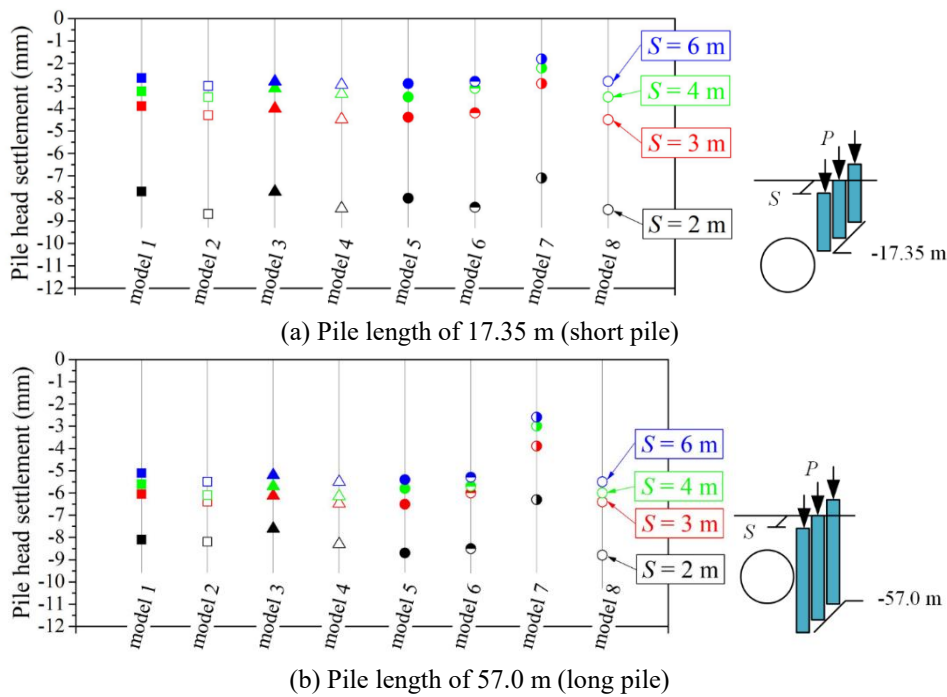 0
-1
-2
-3
-4
-5
-6
-7
-8
-9
-10
-11
-12
Pile head settlement (mm)
model 1
model 2
model 3
model 4
model 5
model 6
model 7
model 8
S = 6 m
S = 4 m
S = 3 m
S = 2 m
P
S
-17.35 m
(a) Pile length of 17.35 m (short pile)
0
-1
-2
-3
-4
-5
-6
-7
-8
-9
-10
-11
-12
Pile head settlement (mm)
model 1
model 2
model 3
model 4
model 5
model 6
model 7
model 8
S = 6 m
S = 4 m
S = 3 m
S = 2 m
P
S
-57.0 m
(b) Pile length of 57.0 m (long pile)